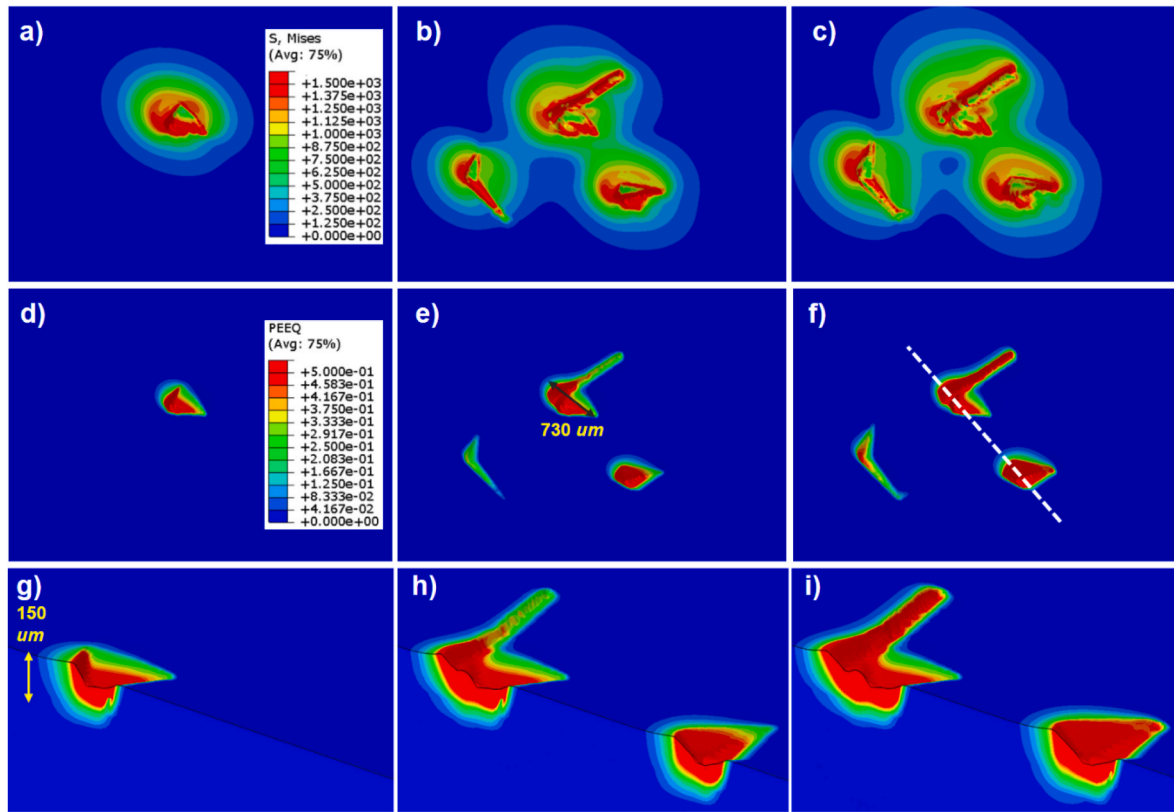 a)
S, Mises
(Avg: 75%)
+1.500e+03
+1.375e+03
+1.250e+03
+1.125e+03
+1.000e+03
+8.750e+02
+7.500e+02
+6.250e+02
+5.000e+02
+3.750e+02
+2.500e+02
+1.250e+02
+0.000e+00
b)
c)
d)
PEEQ
(Avg: 75%)
+5.000e-01
+4.583e-01
+4.167e-01
+3.750e-01
+3.333e-01
+2.917e-01
+2.500e-01
+2.083e-01
+1.667e-01
+1.250e-01
+8.333e-02
+4.167e-02
+0.000e+00
e)
730 um
f)
g)
150
um
h)
i)